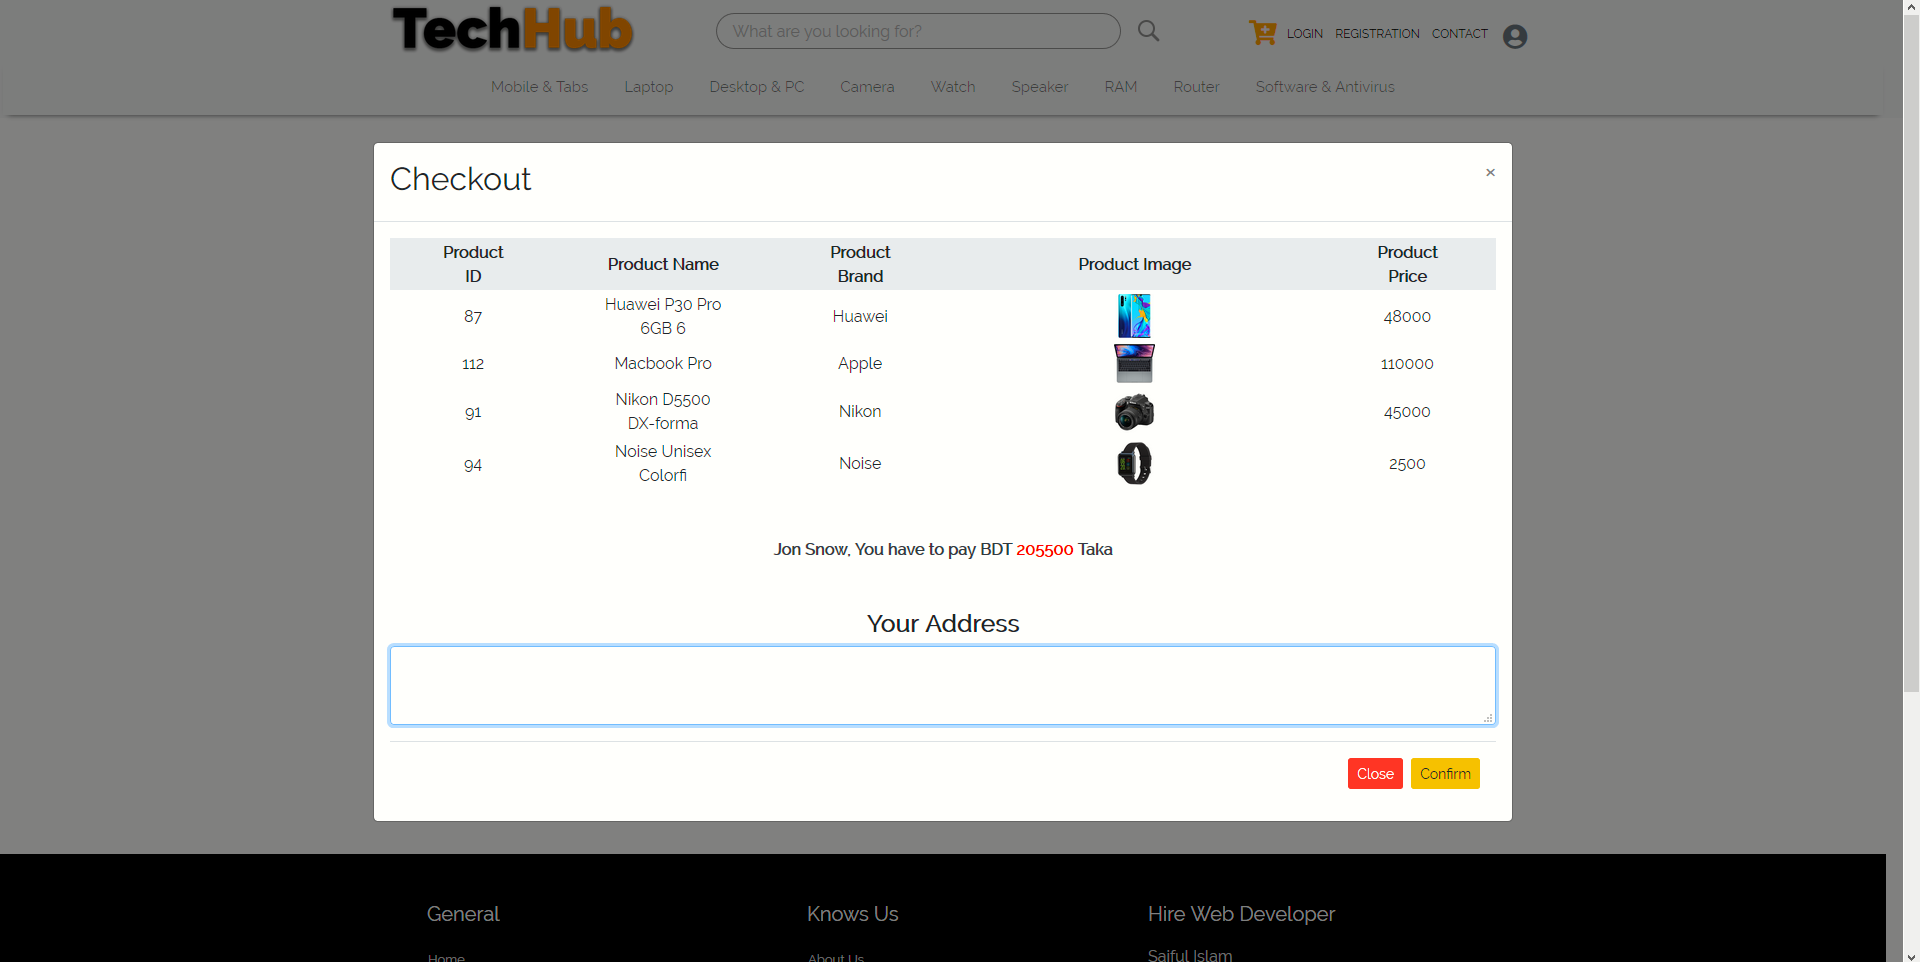 TechHub
What are you looking for?
LOGIN REGISTRATION CONTACT
Mobile & Tabs Laptop Desktop & PC Camera Watch Speaker RAM Router Software & Antivirus
Checkout
×
Product ID Product Name Product Brand Product Image Product Price
87 Huawei P30 Pro 6GB 6 Huawei 48000
112 Macbook Pro Apple 110000
91 Nikon D5500 DX-forma Nikon 45000
94 Noise Unisex Colorfi Noise 2500
Jon Snow, You have to pay BDT 205500 Taka
Your Address
Close Confirm
General Knows Us Hire Web Developer
Home About Us Saiful Islam